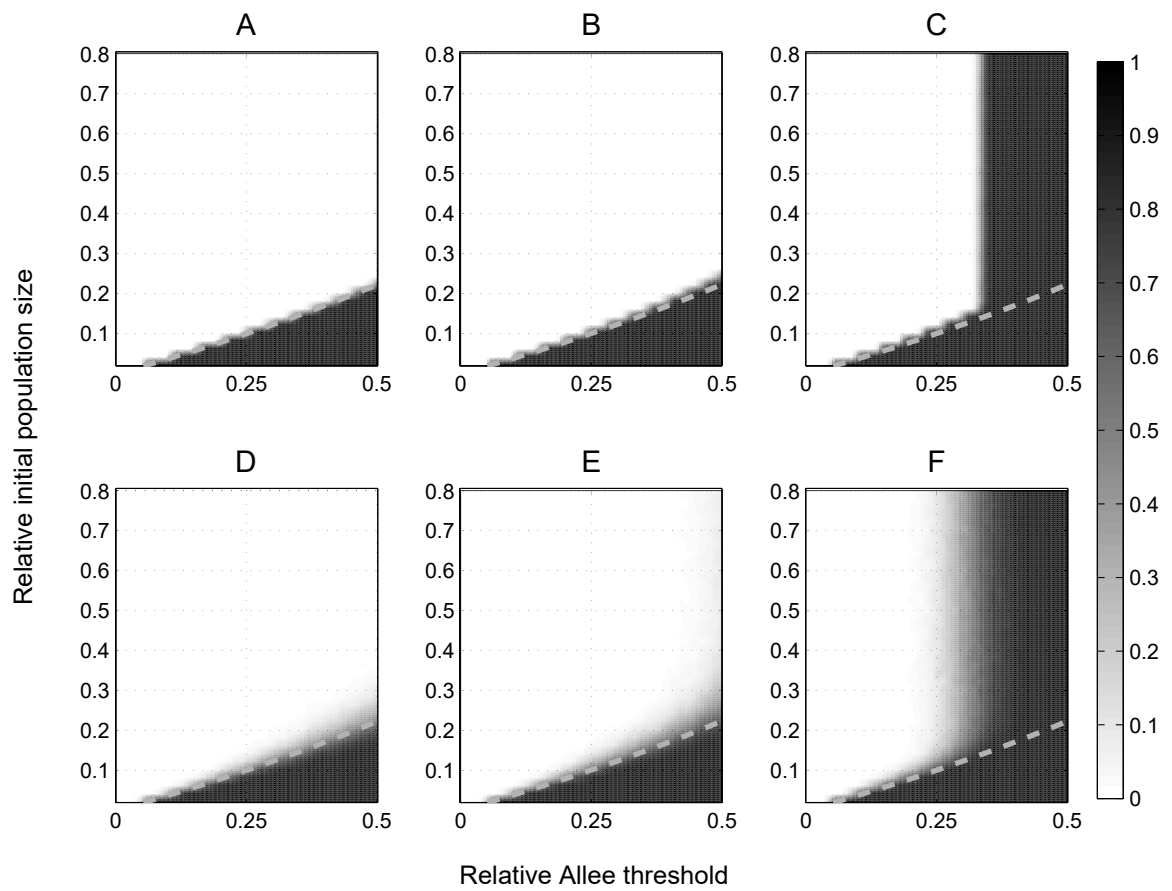 A B C
0.8 0.8 0.8 1
0.7 0.7 0.7 0.9
0.6 0.6 0.6 0.8
0.5 0.5 0.5 0.7
0.4 0.4 0.4
0.3 0.3 0.3
0.2 0.2 0.2
0.1 0.1 0.1 0.6
0 0.25 0.5 0 0.25 0.5 0 0.25 0.5
Relative initial population size
D E F
0.5
0.8 0.8 0.8 0.4
0.7 0.7 0.7
0.6 0.6 0.6 0.3
0.5 0.5 0.5
0.4 0.4 0.4 0.2
0.3 0.3 0.3
0.2 0.2 0.2 0.1
0.1 0.1 0.1 0
0 0.25 0.5 0 0.25 0.5 0 0.25 0.5
Relative Allee threshold